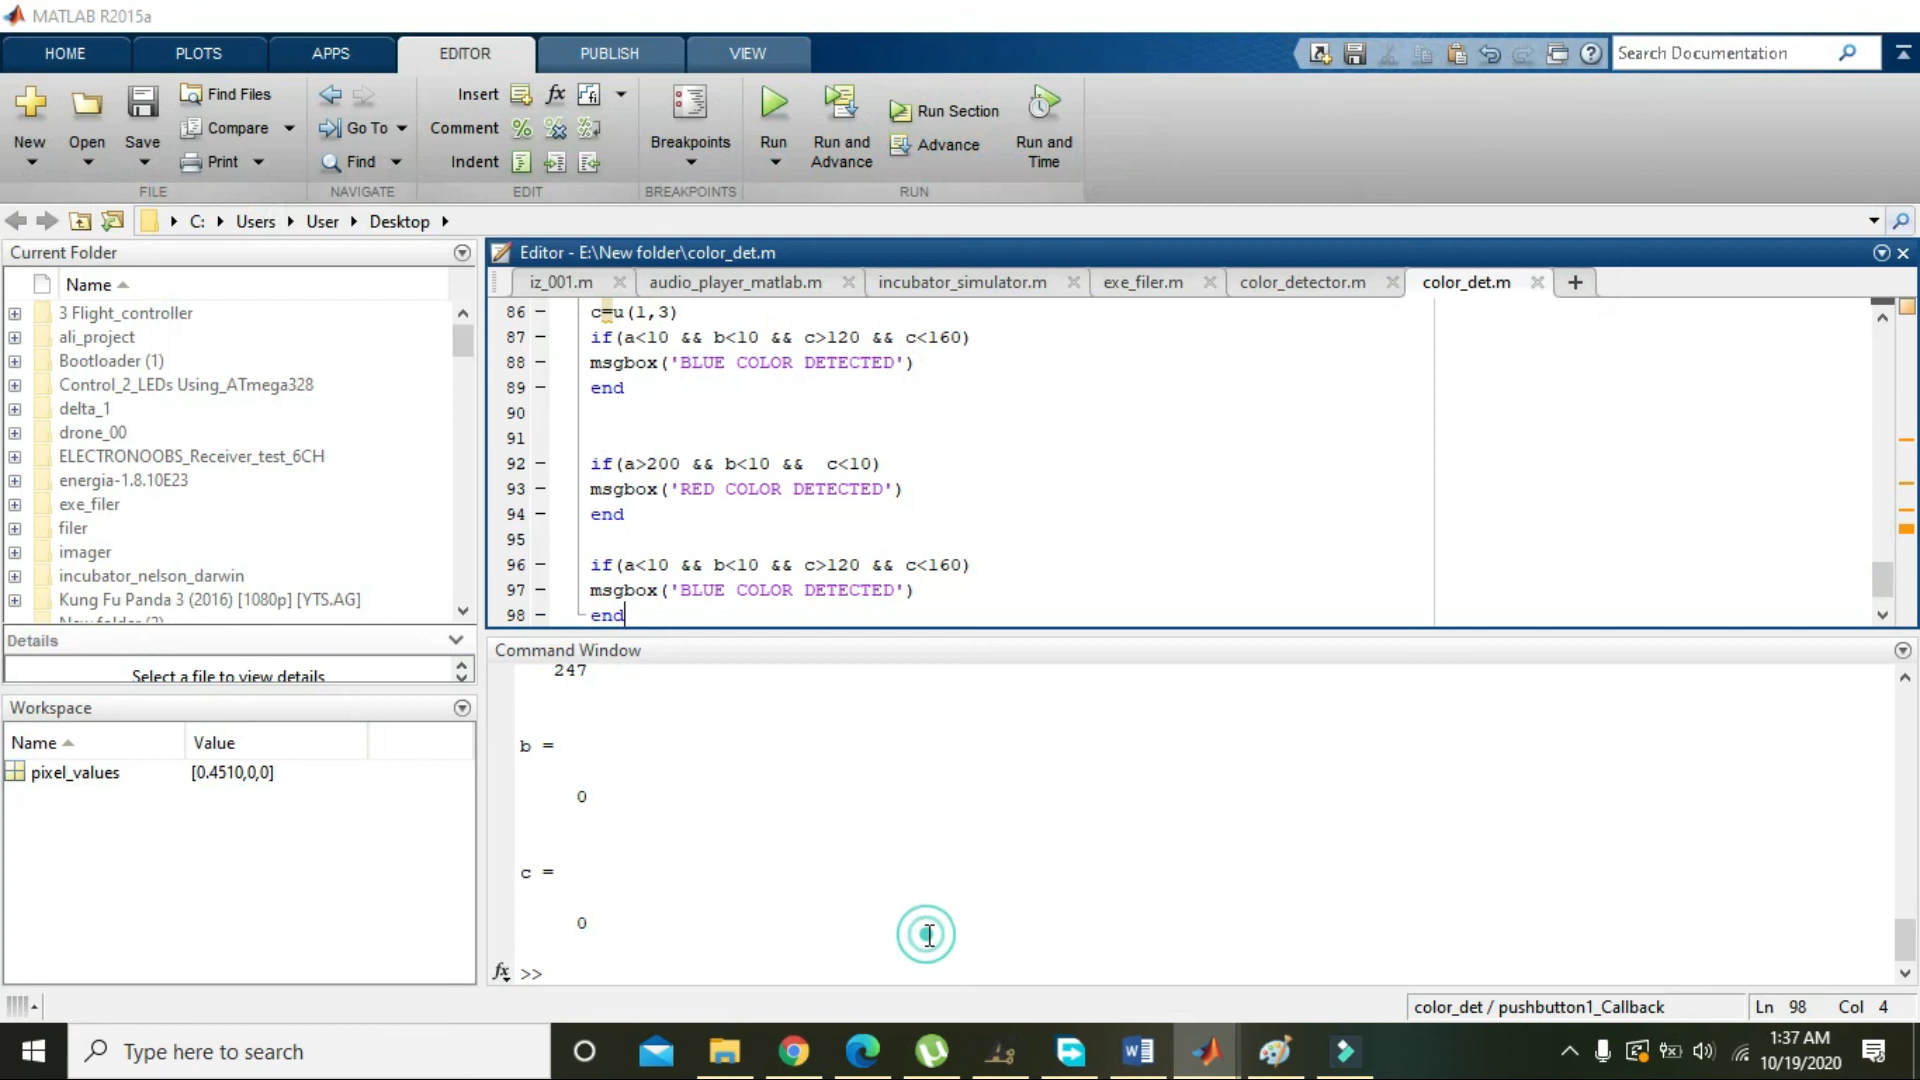 MATLAB R2015a
HOME PLOTS APPS EDITOR PUBLISH VIEW
Search Documentation
New Open Save
Find Files
Compare
Print
FILE
Go To
Find
NAVIGATE
Insert fx
Comment
Indent
EDIT
Breakpoints
BREAKPOINTS
Run
Run and Advance
Run Section
Advance
Run and Time
RUN
C: Users User Desktop
Current Folder
Name
3 Flight_controller
ali_project
Bootloader (1)
Control_2_LEDs Using_ATmega328
delta_1
drone_00
ELECTRONOOBS_Receiver_test_6CH
energia-1.8.10E23
exe_filer
filer
imager
incubator_nelson_darwin
Kung Fu Panda 3 (2016) [1080p] [YTS.AG]
New folder (2)
Details
Select a file to view details
Workspace
Name Value
pixel_values [0.4510,0,0]
Editor - E:\New folder\color_det.m
iz_001.m audio_player_matlab.m incubator_simulator.m exe_filer.m color_detector.m color_det.m
86 - c=u(1,3)
87 - if(a<10 && b<10 && c>120 && c<160)
88 - msgbox('BLUE COLOR DETECTED')
89 - end
90
91
92 - if(a>200 && b<10 &&  c<10)
93 - msgbox('RED COLOR DETECTED')
94 - end
95
96 - if(a<10 && b<10 && c>120 && c<160)
97 - msgbox('BLUE COLOR DETECTED')
98 - end
Command Window
247
b =
0
c =
0
fx >>
color_det / pushbutton1_Callback Ln 98 Col 4
Type here to search
1:37 AM
10/19/2020